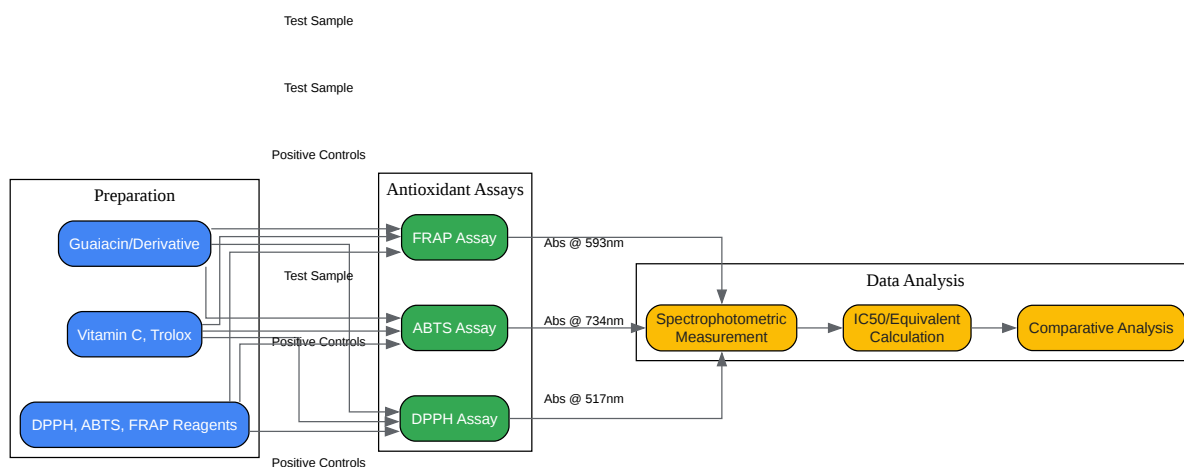 Test Sample
Test Sample
Positive Controls
Preparation
Guaiacin/Derivative
Vitamin C, Trolox
DPPH, ABTS, FRAP Reagents
Test Sample
Positive Controls
Positive Controls
Antioxidant Assays
FRAP Assay
ABTS Assay
DPPH Assay
Abs @ 593nm
Abs @ 734nm
Abs @ 517nm
Data Analysis
Spectrophotometric
Measurement
IC50/Equivalent
Calculation
Comparative Analysis